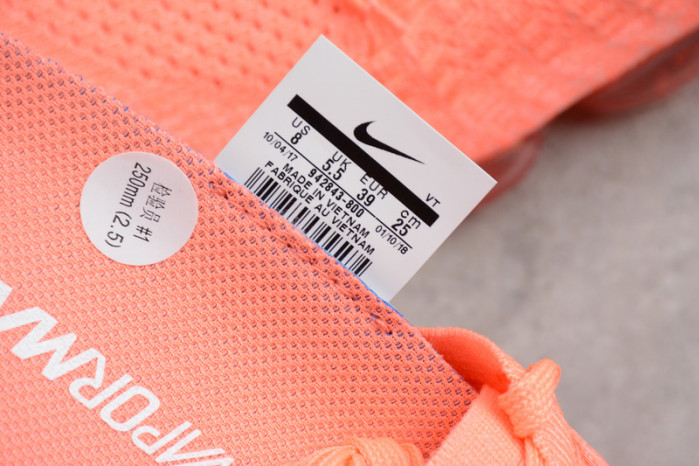 VT
US UK EUR cm
8 5.5 39 25
10/04/17 942843-800 01/10/18
MADE IN VIETNAM
FABRIQUE AU VIETNAM
检验员 #1
250mm (2.5)
VAPORMA